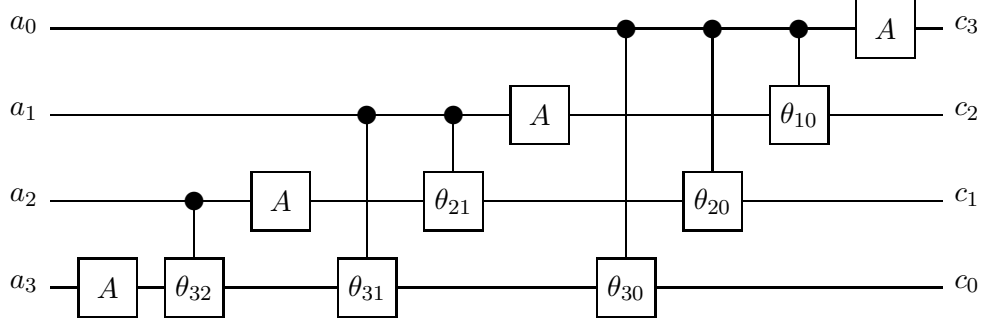 a₀ A c₃
a₁ A θ₁₀ c₂
a₂ A θ₂₁ θ₂₀ c₁
a₃ A θ₃₂ θ₃₁ θ₃₀ c₀